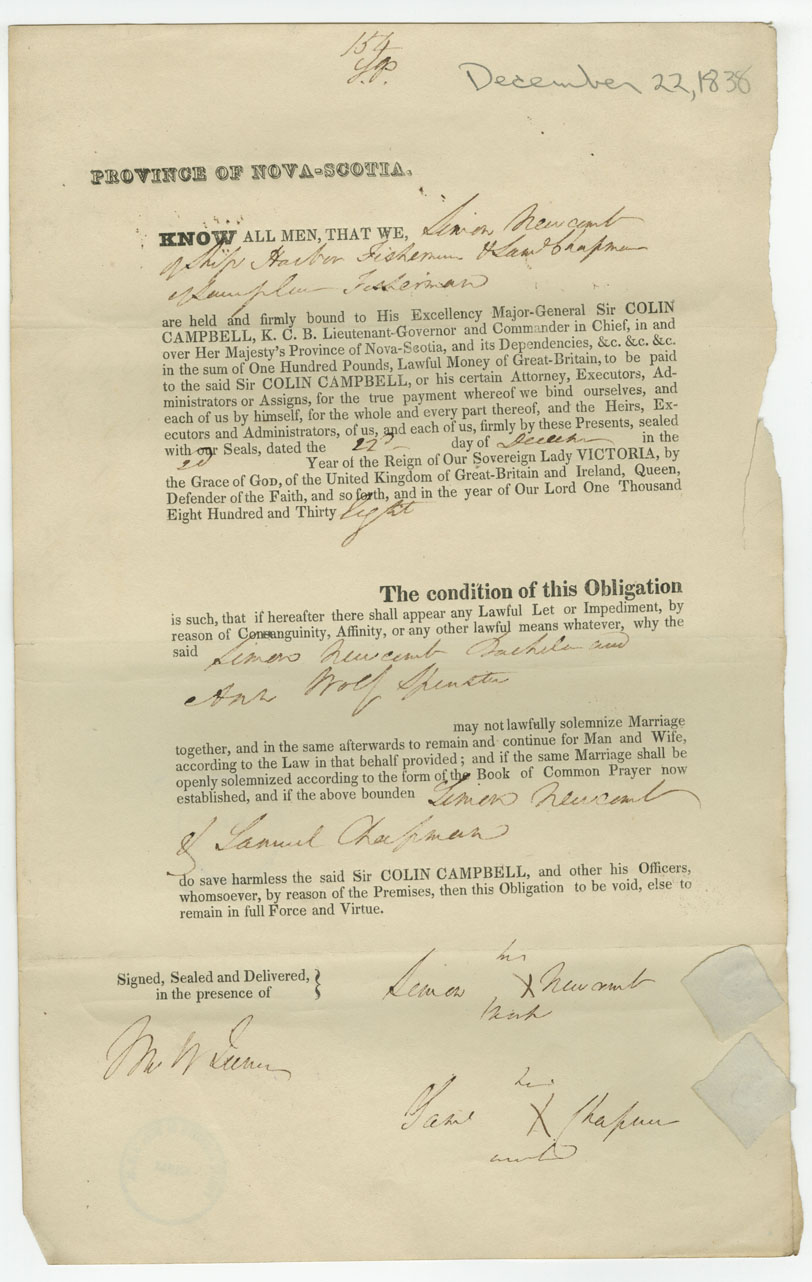 154
December 22, 1838
PROVINCE OF NOVA-SCOTIA.
KNOW ALL MEN, THAT WE, Simon Newcomb
of Ship Harbor Fisherman & Saml Chapman
of same place Fisherman
are held and firmly bound to His Excellency Major-General Sir COLIN
CAMPBELL, K. C. B. Lieutenant-Governor and Commander in Chief, in and
over Her Majesty's Province of Nova-Scotia, and its Dependencies, &c. &c. &c.
in the sum of One Hundred Pounds, Lawful Money of Great-Britain, to be paid
to the said Sir COLIN CAMPBELL, or his certain Attorney, Executors, Ad-
ministrators or Assigns, for the true payment whereof we bind ourselves, and
each of us by himself, for the whole and every part thereof, and the Heirs, Ex-
ecutors and Administrators, of us, and each of us, firmly by these Presents, sealed
with our Seals, dated the 22d day of December in the
2d Year of the Reign of Our Sovereign Lady VICTORIA, by
the Grace of GOD, of the United Kingdom of Great-Britain and Ireland, Queen,
Defender of the Faith, and so forth, and in the year of Our Lord One Thousand
Eight Hundred and Thirty Eight
The condition of this Obligation
is such, that if hereafter there shall appear any Lawful Let or Impediment, by
reason of Consanguinity, Affinity, or any other lawful means whatever, why the
said Simon Newcomb Bachelor and
Ann Wolf Spinster
may not lawfully solemnize Marriage
together, and in the same afterwards to remain and continue for Man and Wife,
according to the Law in that behalf provided; and if the same Marriage shall be
openly solemnized according to the form of the Book of Common Prayer now
established, and if the above bounden Simon Newcomb
& Samuel Chapman
do save harmless the said Sir COLIN CAMPBELL, and other his Officers,
whomsoever, by reason of the Premises, then this Obligation to be void, else to
remain in full Force and Virtue.
Signed, Sealed and Delivered,
in the presence of
his
Simon X Newcomb
mark
his
Saml X Chapman
mark